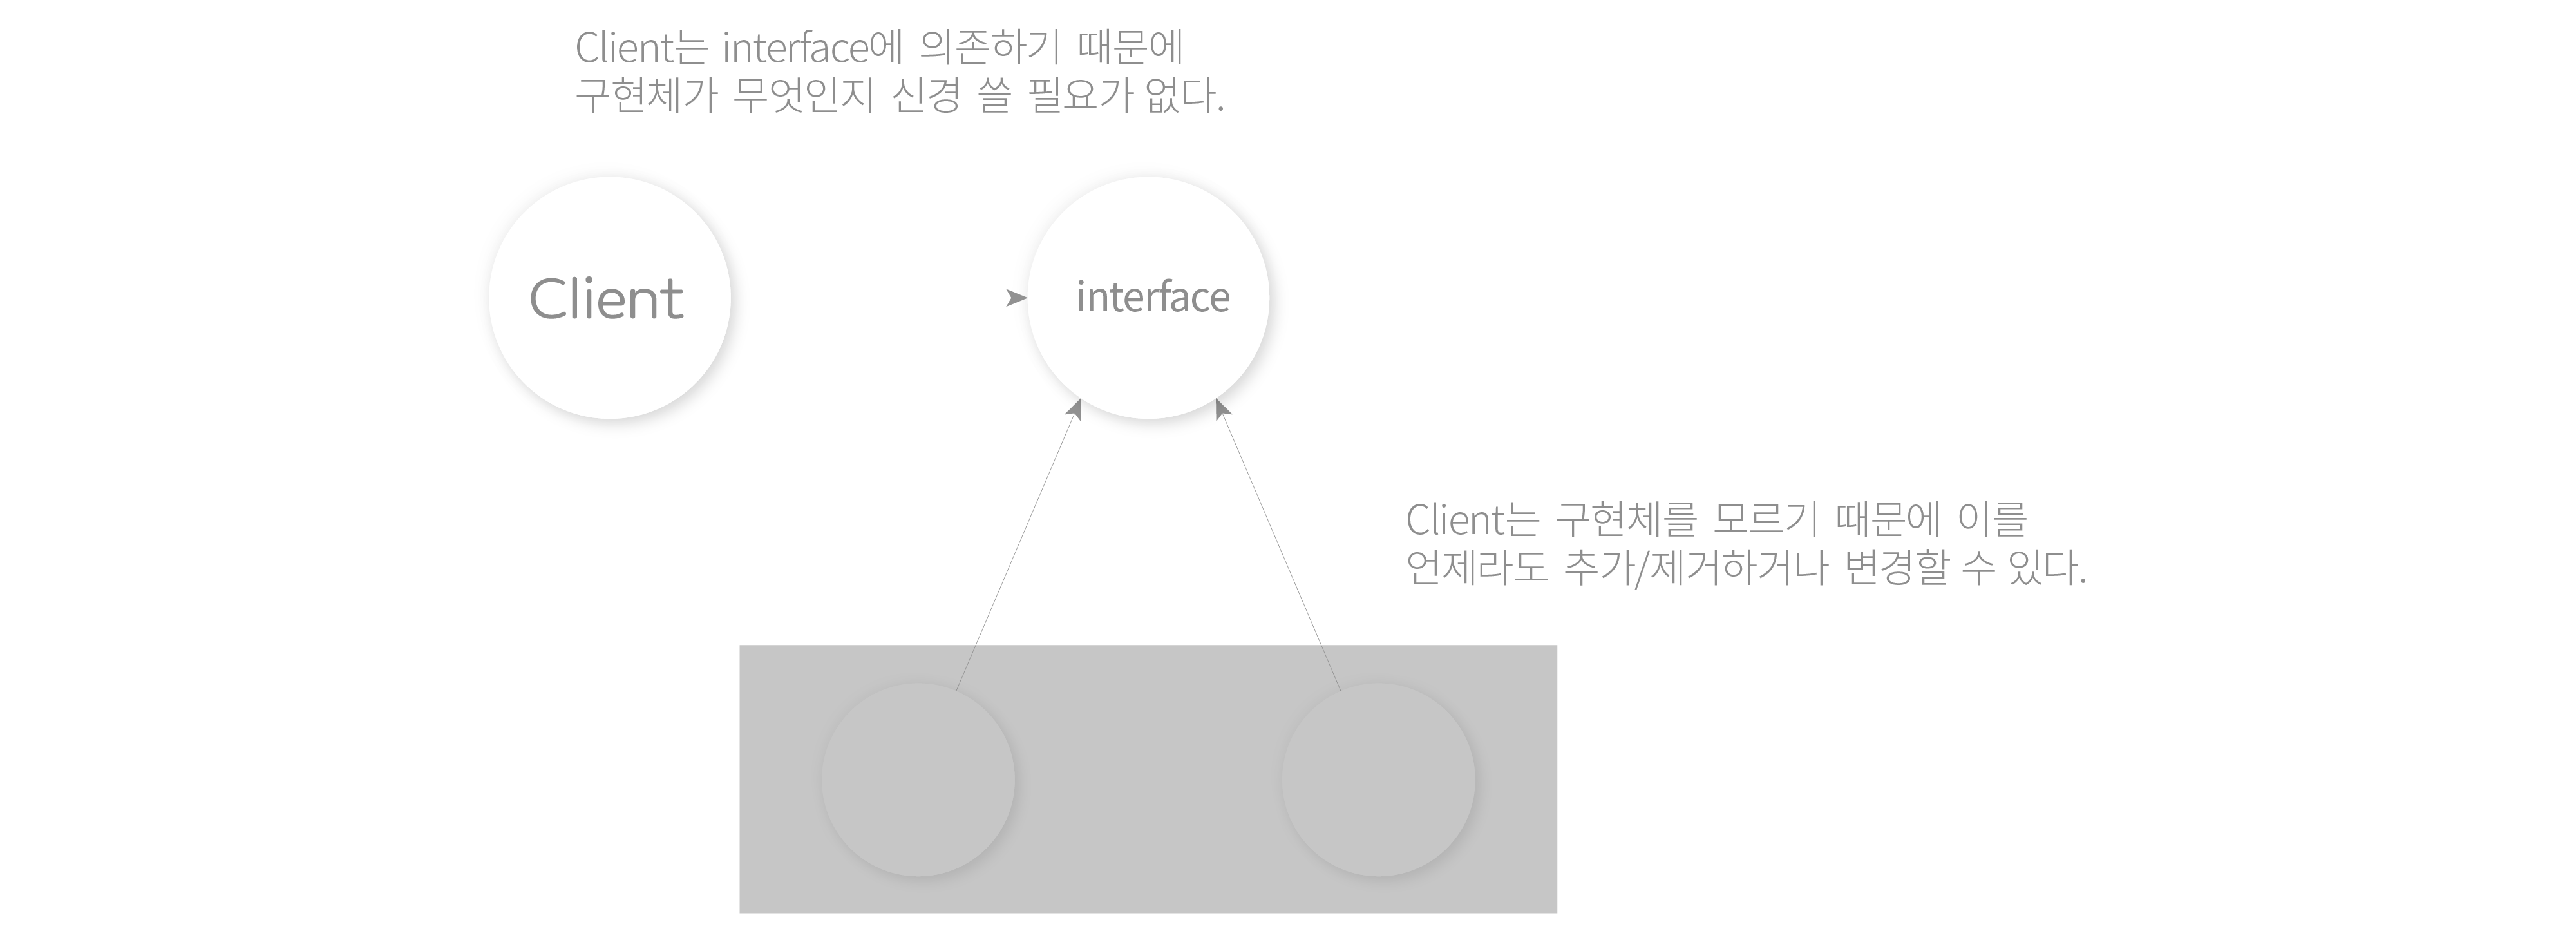 Client는 interface에 의존하기 때문에
구현체가 무엇인지 신경 쓸 필요가 없다.
Client
interface
Client는 구현체를 모르기 때문에 이를
언제라도 추가/제거하거나 변경할 수 있다.